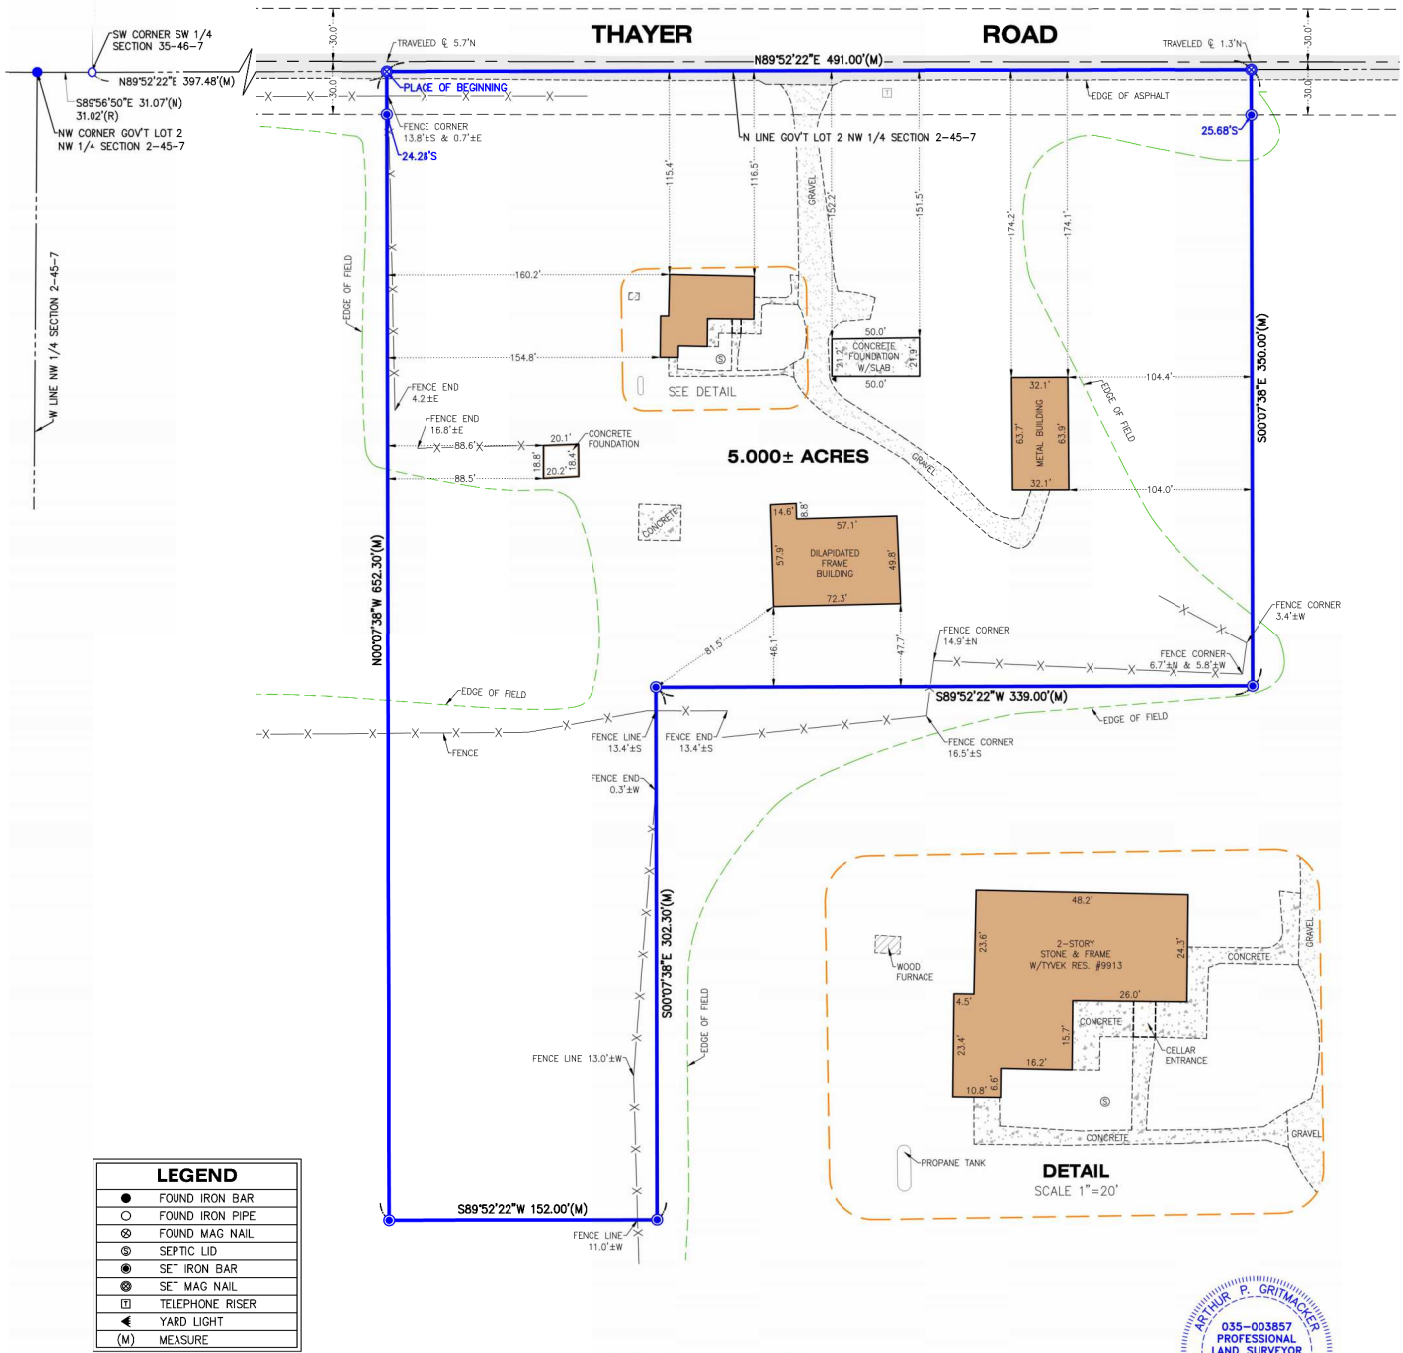 THAYER ROAD
SW CORNER SW 1/4
SECTION 35-46-7
N89°52'22"E 397.48'(M)
S89°56'50"E 31.07'(N)
31.02'(R)
NW CORNER GOV'T LOT 2
NW 1/4 SECTION 2-45-7
W LINE NW 1/4 SECTION 2-45-7
30.0'
30.0'
TRAVELED ℄ 5.7'N
N89°52'22"E 491.00'(M)
TRAVELED ℄ 1.3'N
30.0'
30.0'
PLACE OF BEGINNING
EDGE OF ASPHALT
T
FENCE CORNER
13.8'±S & 0.7'±E
24.28'S
N LINE GOV'T LOT 2 NW 1/4 SECTION 2-45-7
25.68'S
115.4'
116.5'
GRAVEL
152.2'
151.5'
174.2'
174.1'
EDGE OF FIELD
160.2'
154.8'
S
SEE DETAIL
50.0'
CONCRETE
FOUNDATION
W/SLAB
21.2'
21.9'
50.0'
S00°07'38"E 350.00'(M)
32.1'
63.7'
METAL BUILDING
63.9'
32.1'
104.4'
104.0'
EDGE OF FIELD
FENCE END
4.2'±E
FENCE END
16.8'±E
88.6'
88.5'
20.1'
18.8'
18.4'
20.2'
CONCRETE
FOUNDATION
5.000± ACRES
GRAVEL
CONCRETE
14.6'
8.8'
57.1'
57.9'
DILAPIDATED
FRAME
BUILDING
49.8'
72.3'
N00°07'38"W 652.30'(M)
81.5'
46.1'
47.7'
FENCE CORNER
14.9'±N
FENCE CORNER
3.4'±W
FENCE CORNER
6.7'±N & 5.8'±W
S89°52'22"W 339.00'(M)
EDGE OF FIELD
EDGE OF FIELD
FENCE
FENCE LINE
13.4'±S
FENCE END
13.4'±S
FENCE CORNER
16.5'±S
FENCE END
0.3'±W
S00°07'38"E 302.30'(M)
EDGE OF FIELD
FENCE LINE 13.0'±W
S89°52'22"W 152.00'(M)
FENCE LINE
11.0'±W
48.2'
23.6'
2-STORY
STONE & FRAME
W/TYVEK RES. #9913
24.3'
WOOD
FURNACE
4.5'
23.4'
26.0'
15.7'
16.2'
10.8'
6.6'
CONCRETE
CONCRETE
GRAVEL
CELLAR
ENTRANCE
S
CONCRETE
GRAVEL
PROPANE TANK
DETAIL
SCALE 1"=20'
LEGEND
FOUND IRON BAR
FOUND IRON PIPE
FOUND MAG NAIL
S SEPTIC LID
SET IRON BAR
SET MAG NAIL
T TELEPHONE RISER
YARD LIGHT
(M) MEASURE
ARTHUR P. GRITMACKER
035-003857
PROFESSIONAL
LAND SURVEYOR